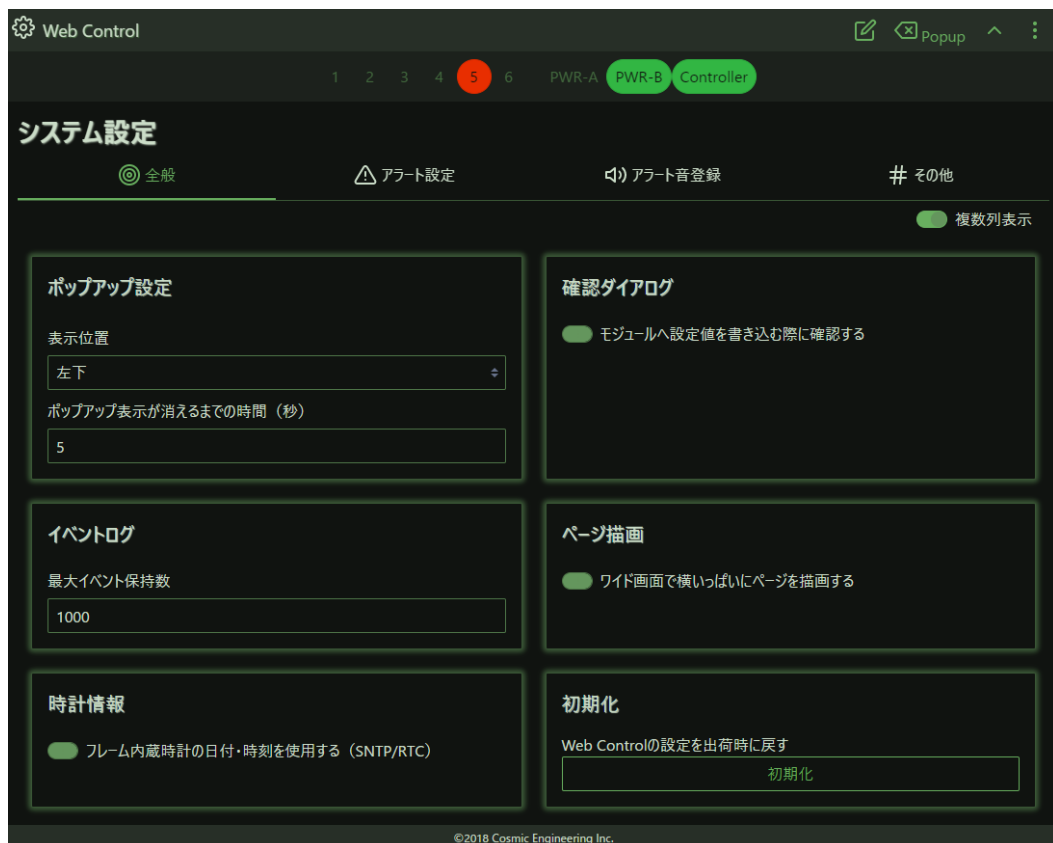 Web Control Popup
1 2 3 4 5 6 PWR-A PWR-B Controller
システム設定
全般 アラート設定 アラート音登録 その他
複数列表示
ポップアップ設定
表示位置
左下
ポップアップ表示が消えるまでの時間（秒）
5
確認ダイアログ
モジュールへ設定値を書き込む際に確認する
イベントログ
最大イベント保持数
1000
ページ描画
ワイド画面で横いっぱいにページを描画する
時計情報
フレーム内蔵時計の日付・時刻を使用する（SNTP/RTC）
初期化
Web Controlの設定を出荷時に戻す
初期化
©2018 Cosmic Engineering Inc.